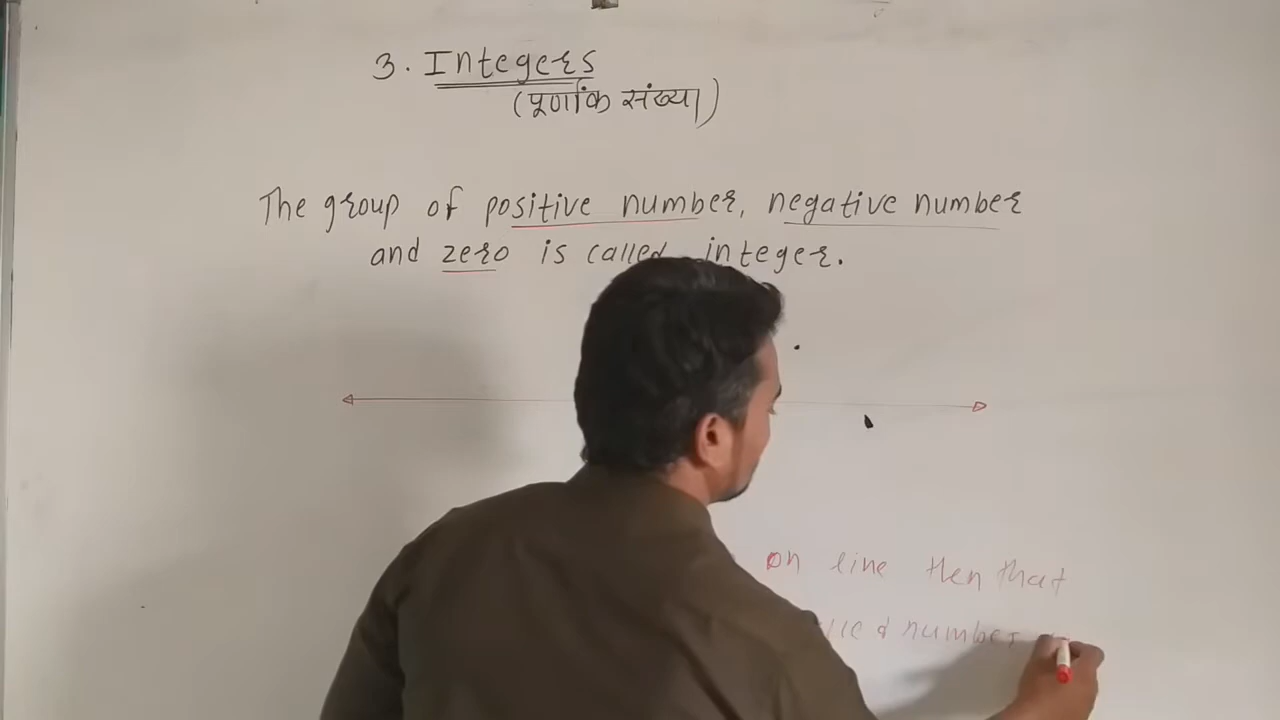 3. Integers
(पूर्णांक संख्या)
The group of positive number, negative number
and zero is called integer.
on line then that
number